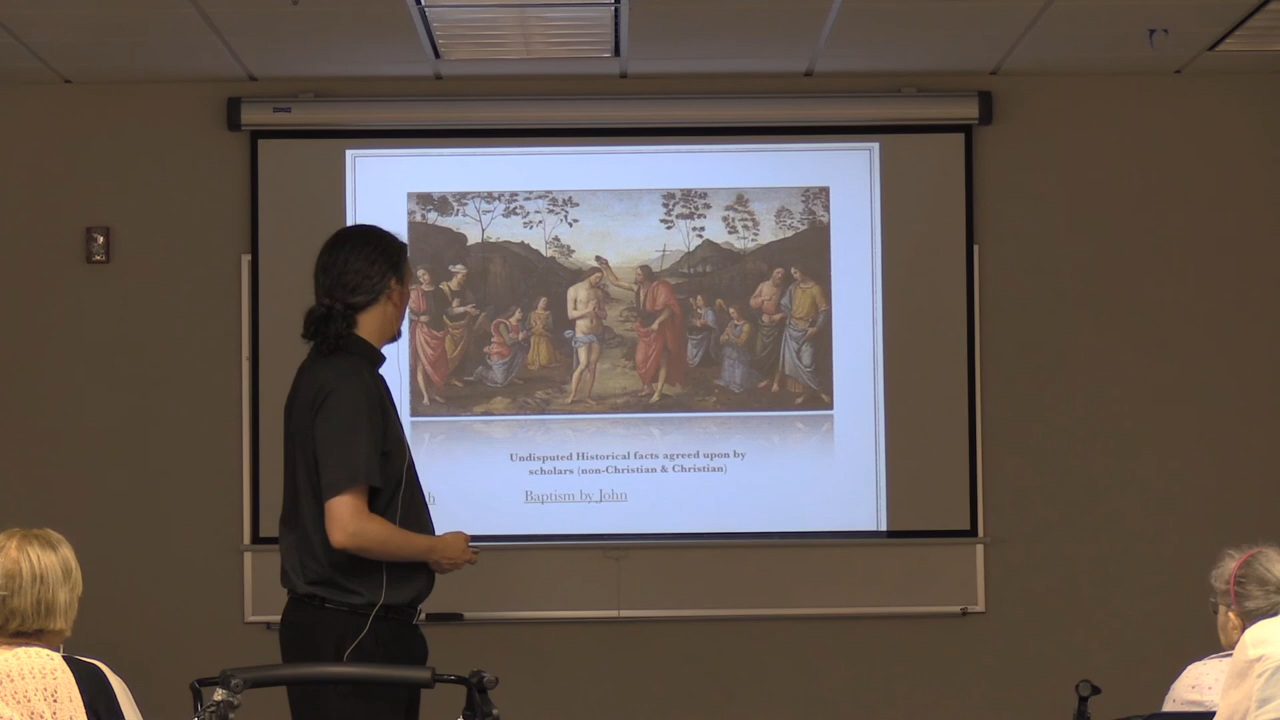 Undisputed Historical facts agreed upon by
scholars (non-Christian & Christian)
h
Baptism by John